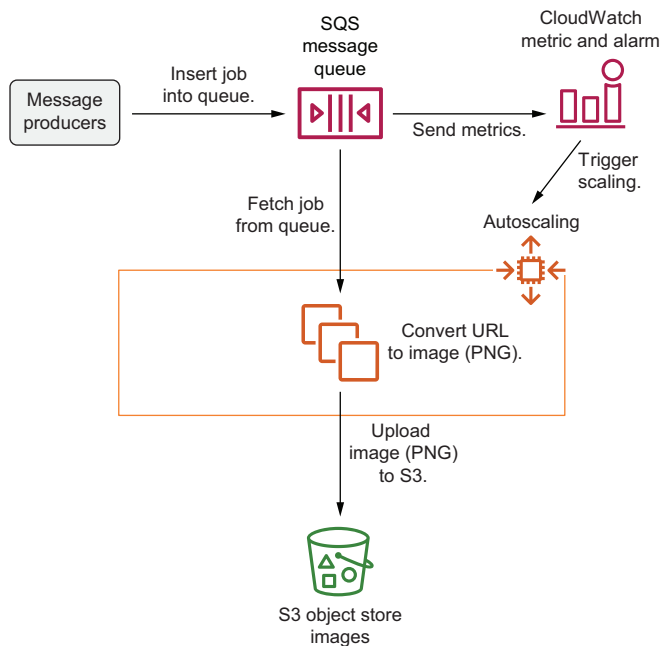 SQS
message
queue
CloudWatch
metric and alarm
Message
producers
Insert job
into queue.
Send metrics.
Trigger
scaling.
Fetch job
from queue.
Autoscaling
Convert URL
to image (PNG).
Upload
image (PNG)
to S3.
S3 object store
images